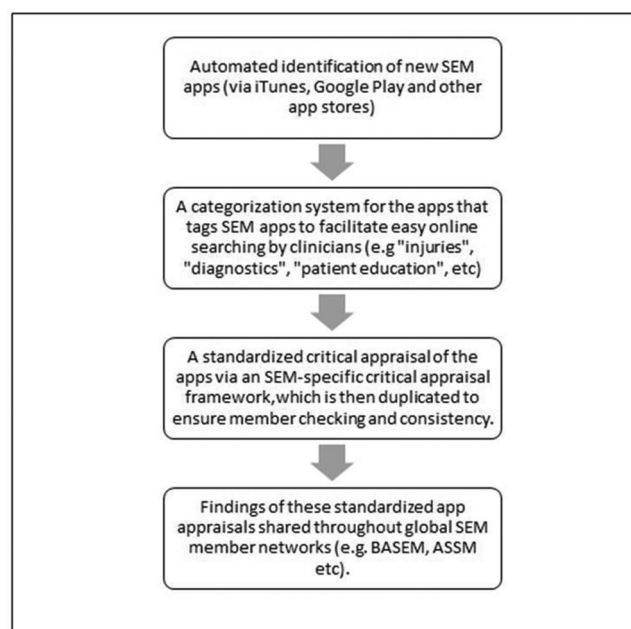 Automated identification of new SEM
apps (via iTunes, Google Play and other
app stores)
A categorization system for the apps that
tags SEM apps to facilitate easy online
searching by clinicians (e.g "injuries",
"diagnostics", "patient education", etc)
A standardized critical appraisal of the
apps via an SEM-specific critical appraisal
framework,which is then duplicated to
ensure member checking and consistency.
Findings of these standardized app
appraisals shared throughout global SEM
member networks (e.g. BASEM, ASSM
etc).